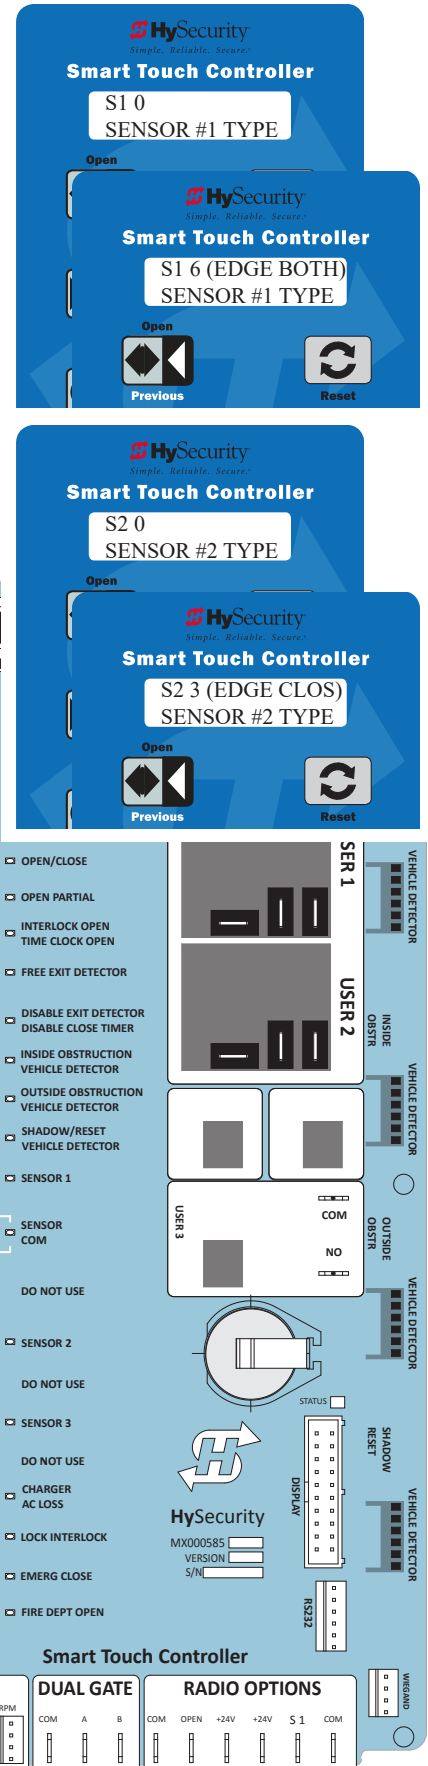 HySecurity
Simple. Reliable. Secure.
Smart Touch Controller
S1 0
SENSOR #1 TYPE
Open
HySecurity
Simple. Reliable. Secure.
Smart Touch Controller
S1 6 (EDGE BOTH)
SENSOR #1 TYPE
Open
Previous
Reset
HySecurity
Simple. Reliable. Secure.
Smart Touch Controller
S2 0
SENSOR #2 TYPE
Open
HySecurity
Simple. Reliable. Secure.
Smart Touch Controller
S2 3 (EDGE CLOS)
SENSOR #2 TYPE
Open
Previous
Reset
OPEN/CLOSE
OPEN PARTIAL
INTERLOCK OPEN
TIME CLOCK OPEN
FREE EXIT DETECTOR
DISABLE EXIT DETECTOR
DISABLE CLOSE TIMER
INSIDE OBSTRUCTION
VEHICLE DETECTOR
OUTSIDE OBSTRUCTION
VEHICLE DETECTOR
SHADOW/RESET
VEHICLE DETECTOR
SENSOR 1
SENSOR
COM
DO NOT USE
SENSOR 2
DO NOT USE
SENSOR 3
DO NOT USE
CHARGER
AC LOSS
LOCK INTERLOCK
EMERG CLOSE
FIRE DEPT OPEN
SER 1
VEHICLE DETECTOR
USER 2
INSIDE
OBSTR
VEHICLE DETECTOR
USER 3
COM
NO
OUTSIDE
OBSTR
VEHICLE DETECTOR
STATUS
DISPLAY
SHADOW
RESET
VEHICLE DETECTOR
HySecurity
MX000585
VERSION
S/N
RS232
Smart Touch Controller
RPM
DUAL GATE
COM A B
RADIO OPTIONS
COM OPEN +24V +24V S 1 COM
WIEGAND